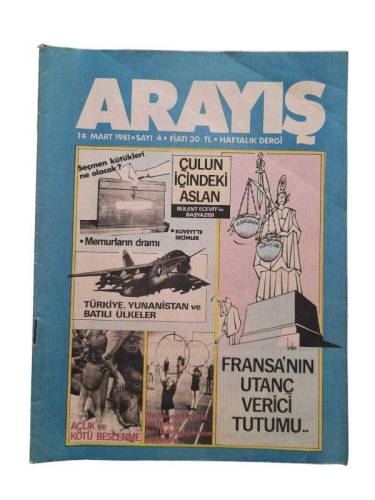 ARAYIŞ
14 MART 1981 • SAYI 4 • FİATI 30 TL. • HAFTALIK DERGİ
Seçmen kütükleri
ne olacak?
ÇULUN
İÇİNDEKİ
ASLAN
BÜLENT ECEVİT'in
BAŞYAZISI
• KUVEYT'TE
SEÇİMLER
• Memurların dramı
TÜRKİYE, YUNANİSTAN ve
BATILI ÜLKELER
AÇLIK ve
KÖTÜ BESLENME
FRANSA'NIN
UTANÇ
VERİCİ
TUTUMU..